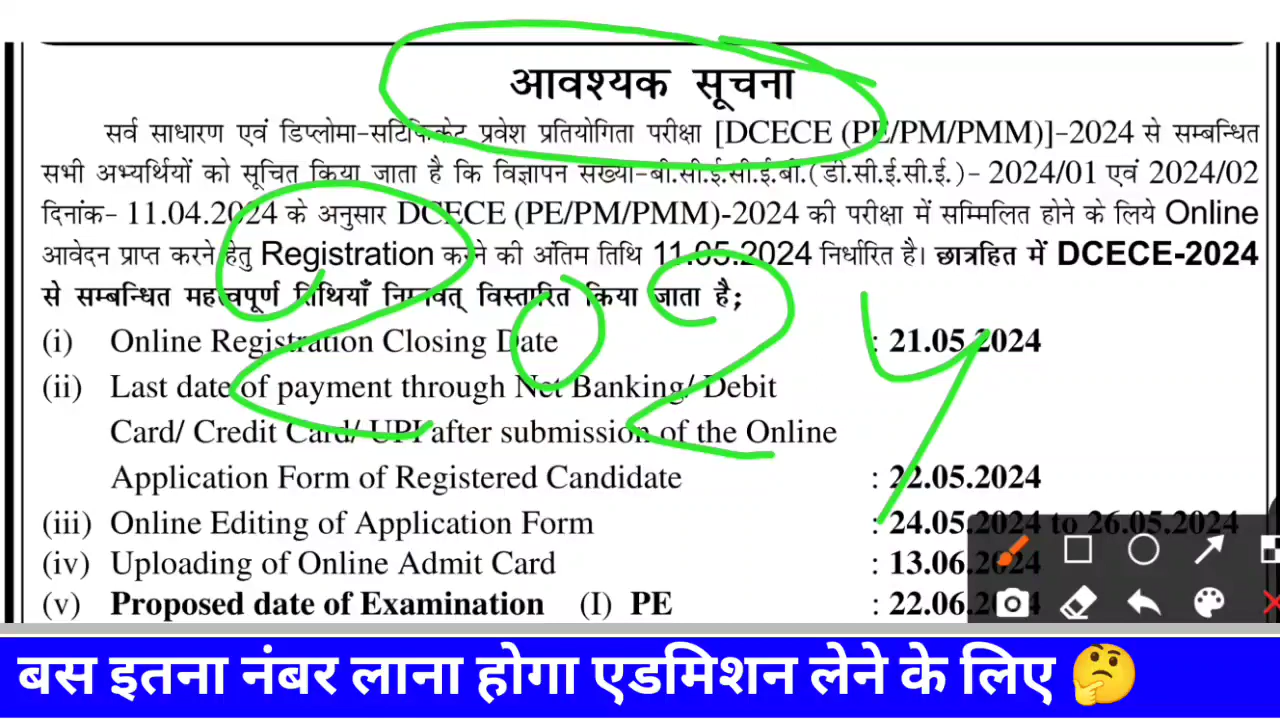 आवश्यक सूचना
सर्व साधारण एवं डिप्लोमा-सर्टिफिकेट प्रवेश प्रतियोगिता परीक्षा [DCECE (PE/PM/PMM)]-2024 से सम्बन्धित
सभी अभ्यर्थियों को सूचित किया जाता है कि विज्ञापन संख्या-बी.सी.ई.सी.ई.बी.(डी.सी.ई.सी.ई.)- 2024/01 एवं 2024/02
दिनांक- 11.04.2024 के अनुसार DCECE (PE/PM/PMM)-2024 की परीक्षा में सम्मिलित होने के लिये Online
आवेदन प्राप्त करने हेतु Registration करने की अंतिम तिथि 11.05.2024 निर्धारित है। छात्रहित में DCECE-2024
से सम्बन्धित महत्वपूर्ण तिथियाँ निम्नवत् विस्तारित किया जाता है;
2024
(i) Online Registration Closing Date : 21.05.2024
(ii) Last date of payment through Net Banking/ Debit
Card/ Credit Card/ UPI after submission of the Online
Application Form of Registered Candidate : 22.05.2024
(iii) Online Editing of Application Form : 24.05.2024 to 26.05.2024
(iv) Uploading of Online Admit Card : 13.06.2024
(v) Proposed date of Examination (I) PE : 22.06.2024
बस इतना नंबर लाना होगा एडमिशन लेने के लिए 🤔